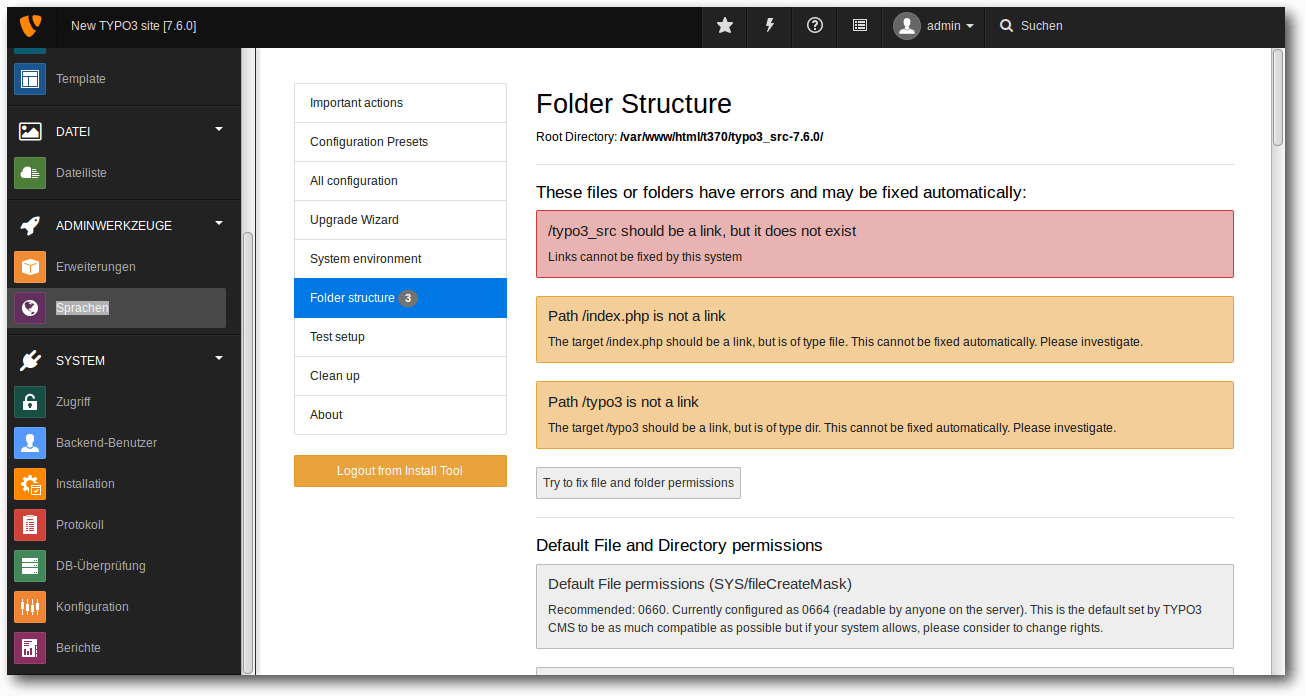 New TYPO3 site [7.6.0]
admin
Suchen
Template
DATEI
Dateiliste
ADMINWERKZEUGE
Erweiterungen
Sprachen
SYSTEM
Zugriff
Backend-Benutzer
Installation
Protokoll
DB-Überprüfung
Konfiguration
Berichte
Important actions
Configuration Presets
All configuration
Upgrade Wizard
System environment
Folder structure 3
Test setup
Clean up
About
Logout from Install Tool
Folder Structure
Root Directory: /var/www/html/t370/typo3_src-7.6.0/
These files or folders have errors and may be fixed automatically:
/typo3_src should be a link, but it does not exist
Links cannot be fixed by this system
Path /index.php is not a link
The target /index.php should be a link, but is of type file. This cannot be fixed automatically. Please investigate.
Path /typo3 is not a link
The target /typo3 should be a link, but is of type dir. This cannot be fixed automatically. Please investigate.
Try to fix file and folder permissions
Default File and Directory permissions
Default File permissions (SYS/fileCreateMask)
Recommended: 0660. Currently configured as 0664 (readable by anyone on the server). This is the default set by TYPO3
CMS to be as much compatible as possible but if your system allows, please consider to change rights.